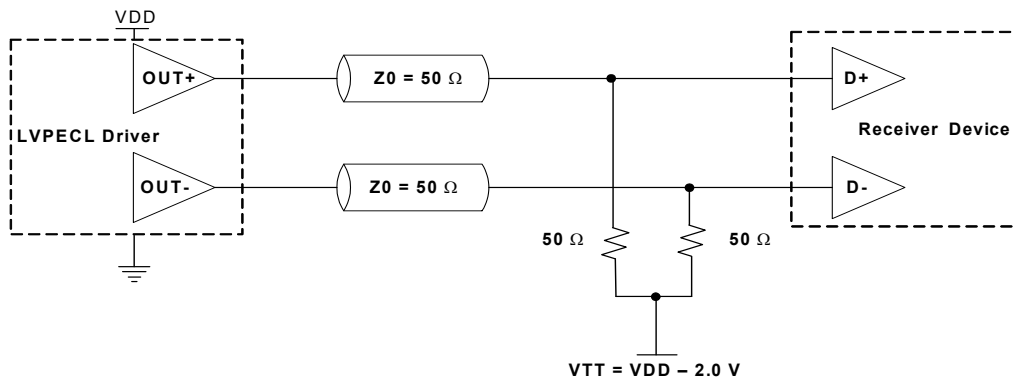 VDD
OUT+
Z0 = 50 Ω
D+
LVPECL Driver
Receiver Device
OUT-
Z0 = 50 Ω
D-
50 Ω
50 Ω
VTT = VDD – 2.0 V